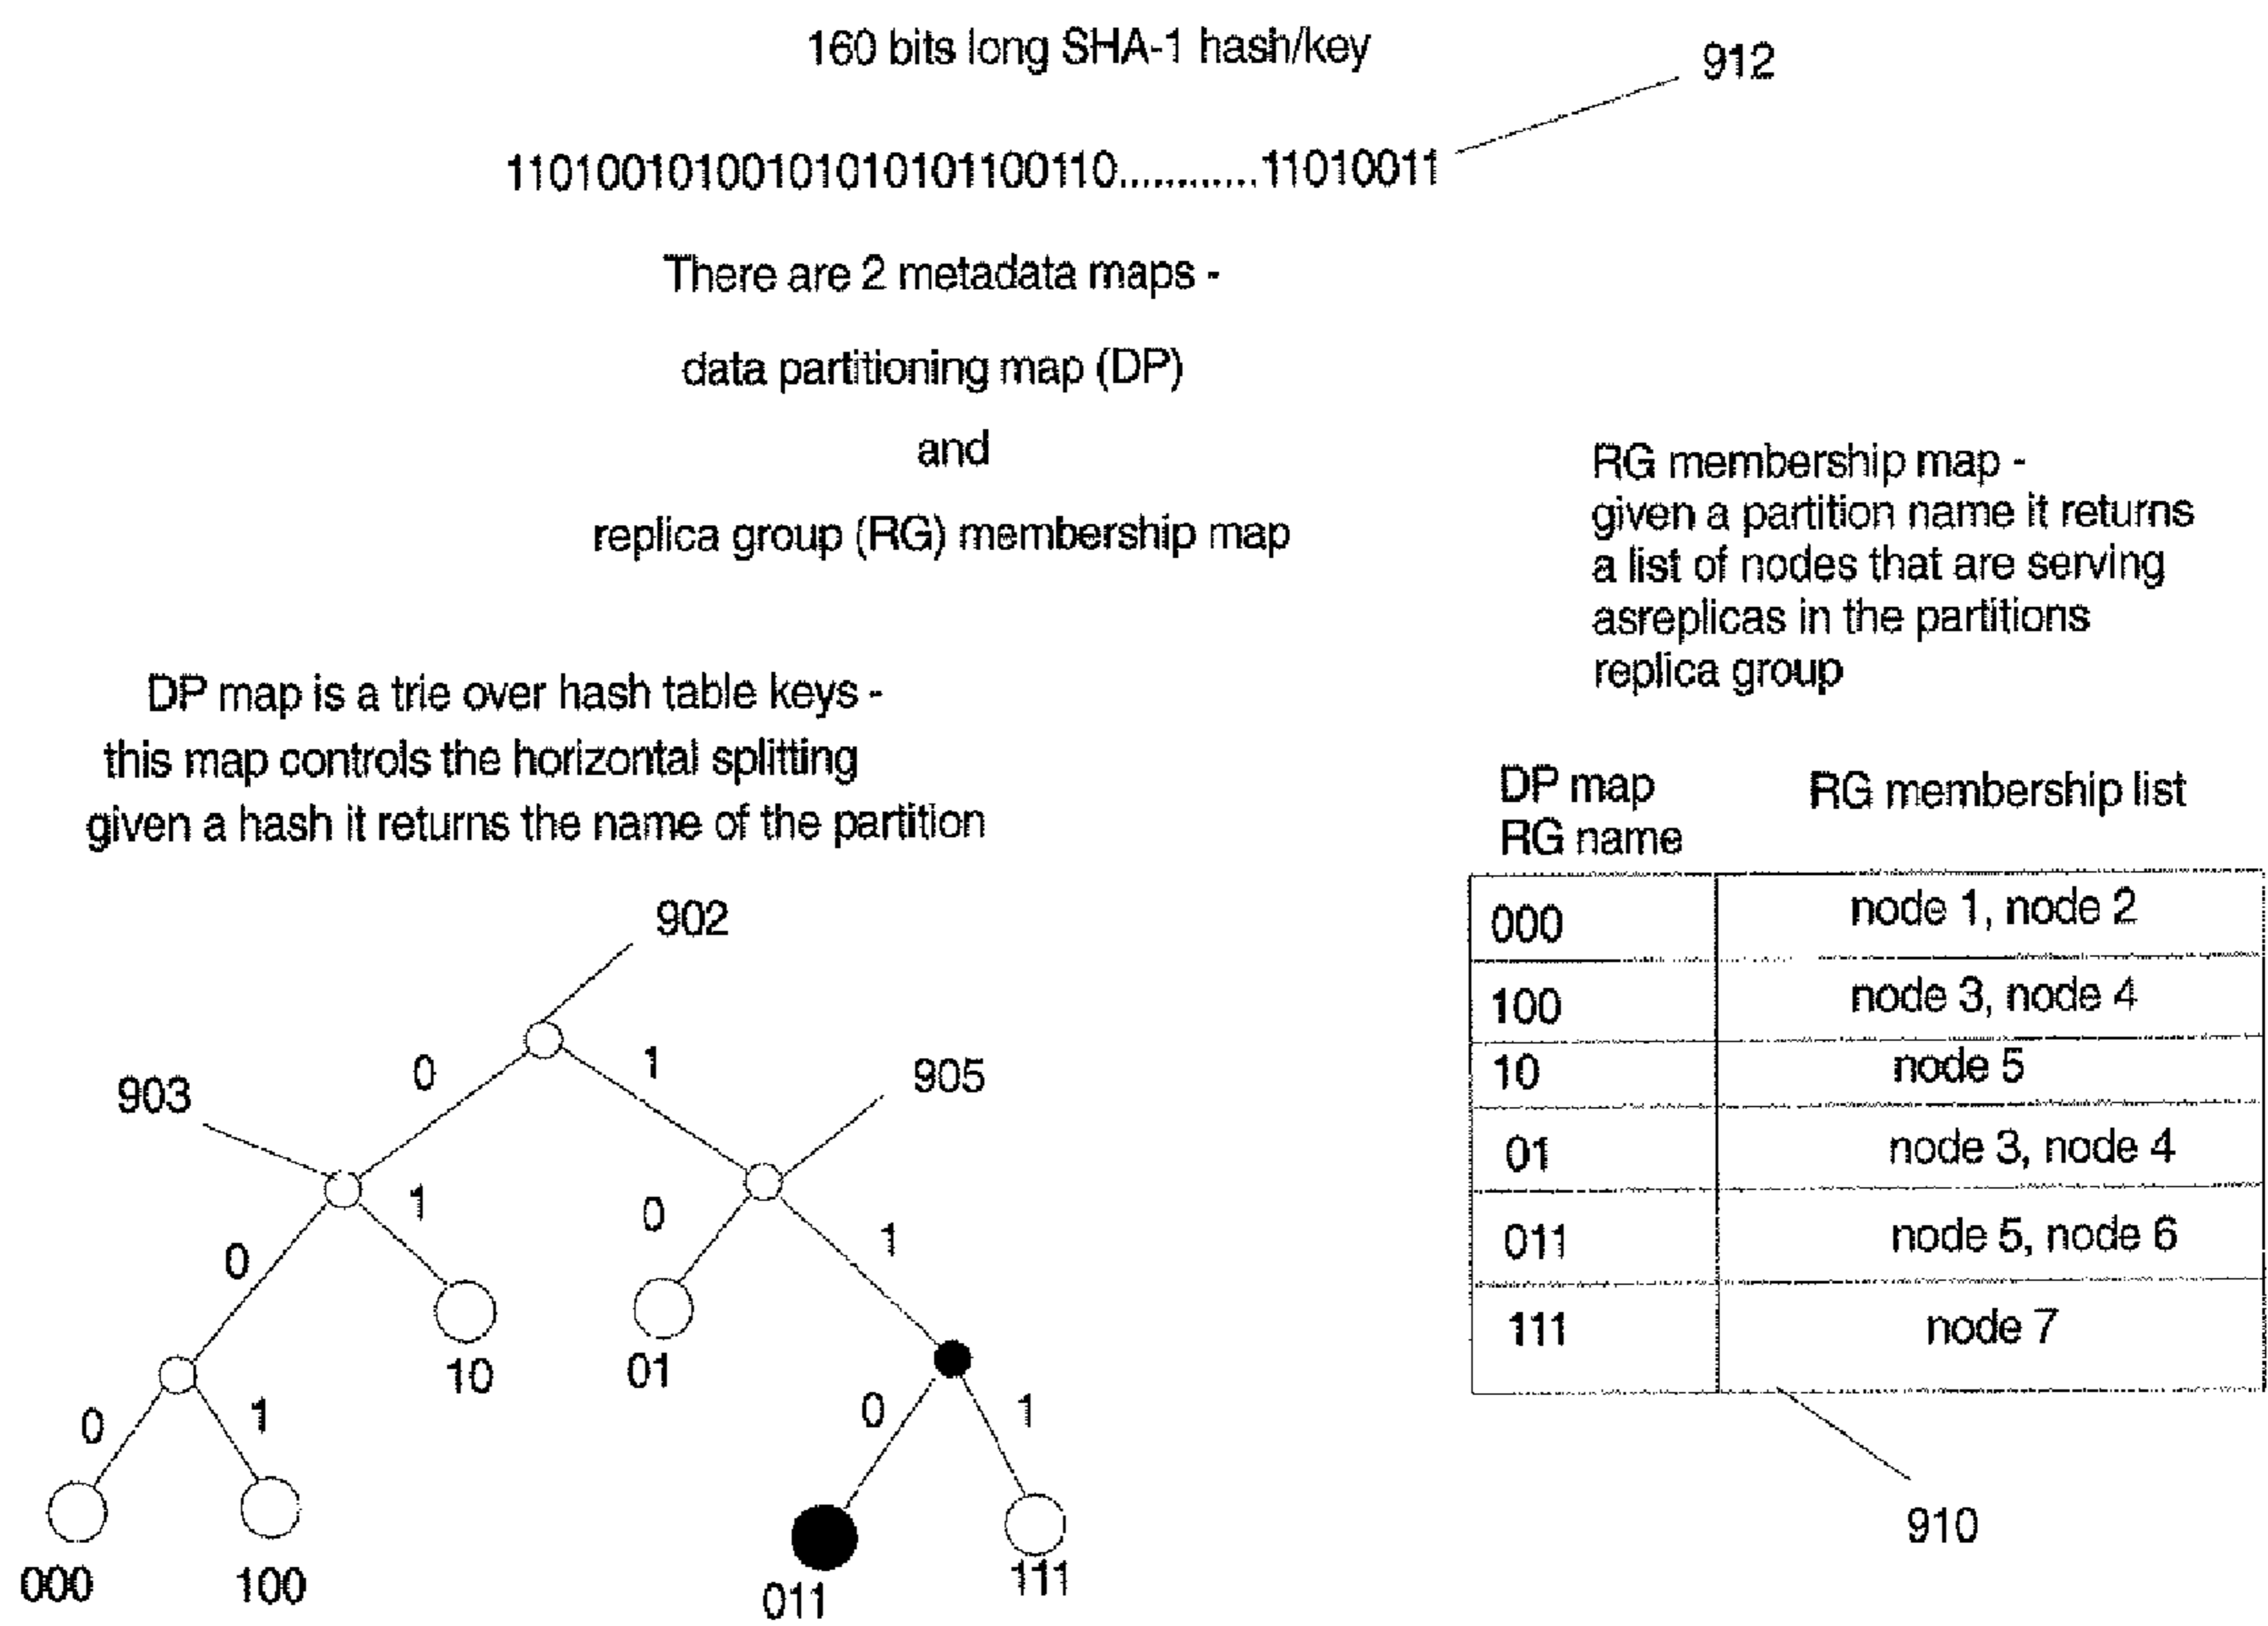 160 bits long SHA-1 hash/key
912
11010010100101010101100110............11010011
There are 2 metadata maps -
data partitioning map (DP)
and
replica group (RG) membership map
RG membership map -
given a partition name it returns
a list of nodes that are serving
asreplicas in the partitions
replica group
DP map is a trie over hash table keys -
this map controls the horizontal splitting
given a hash it returns the name of the partition
DP map
RG name
RG membership list
000 node 1, node 2
100 node 3, node 4
10 node 5
01 node 3, node 4
011 node 5, node 6
111 node 7
910
902
903
905
0 1
1
0
0
1
10
01
0 1
0 1
000
100
011
111